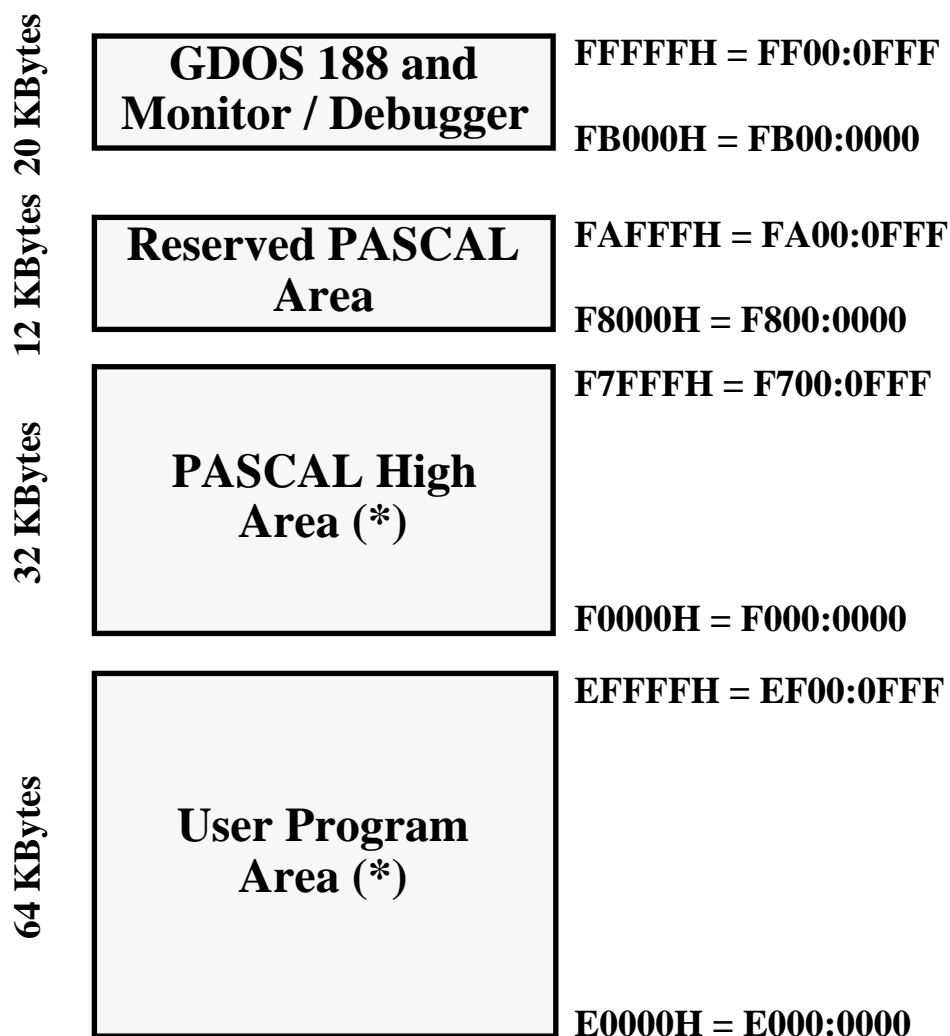 20 KBytes
GDOS 188 and
Monitor / Debugger
FFFFFH = FF00:0FFF
FB000H = FB00:0000
12 KBytes
Reserved PASCAL
Area
FAFFFH = FA00:0FFF
F8000H = F800:0000
32 KBytes
PASCAL High
Area (*)
F7FFFH = F700:0FFF
F0000H = F000:0000
64 KBytes
User Program
Area (*)
EFFFFH = EF00:0FFF
E0000H = E000:0000